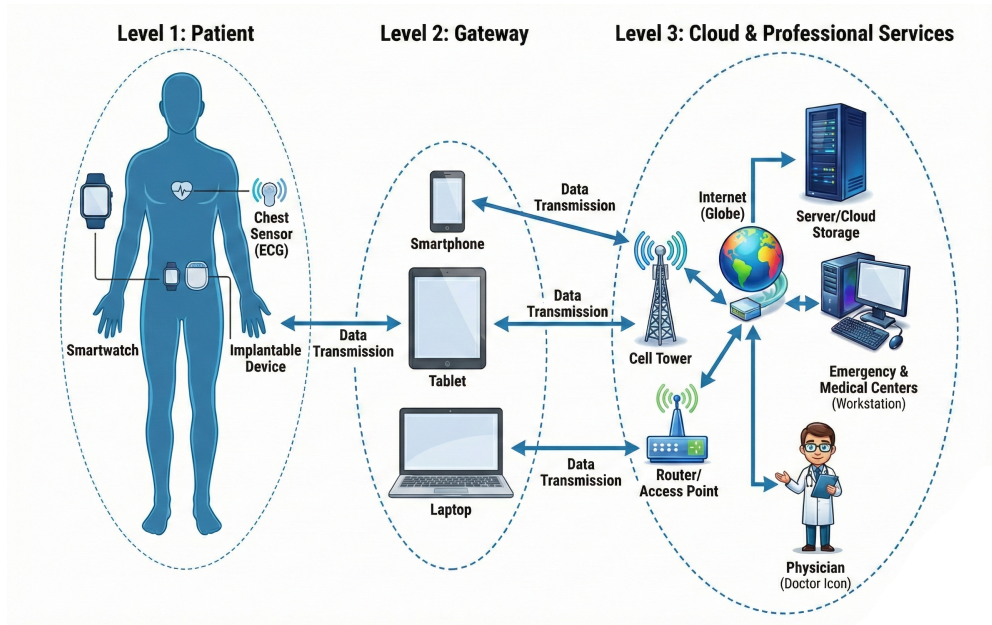 Level 1: Patient
Level 2: Gateway
Level 3: Cloud & Professional Services
Chest
Sensor
(ECG)
Smartwatch
Implantable
Device
Data
Transmission
Smartphone
Tablet
Laptop
Data
Transmission
Data
Transmission
Data
Transmission
Cell Tower
Router/
Access Point
Internet
(Globe)
Server/Cloud
Storage
Emergency &
Medical Centers
(Workstation)
Physician
(Doctor Icon)